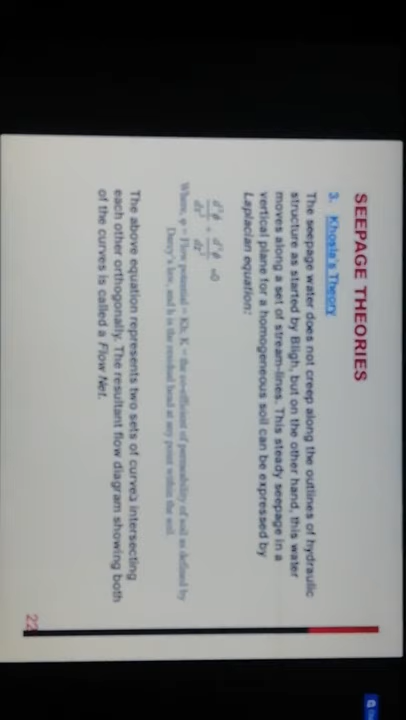 SEEPAGE THEORIES
3. Khosla's Theory
The seepage water does not creep along the outlines of hydraulic
structure as started by Bligh, but on the other hand, this water
moves along a set of stream-lines. This steady seepage in a
vertical plane for a homogeneous soil can be expressed by
Laplacian equation:
d²φ/dx² + d²φ/dz² =0
Where, φ = Flow potential = Kh, K = the co-efficient of permeability of soil as defined by
Darcy's law, and h is the residual head at any point within the soil.
The above equation represents two sets of curves intersecting
each other orthogonally. The resultant flow diagram showing both
of the curves is called a Flow Net.
22